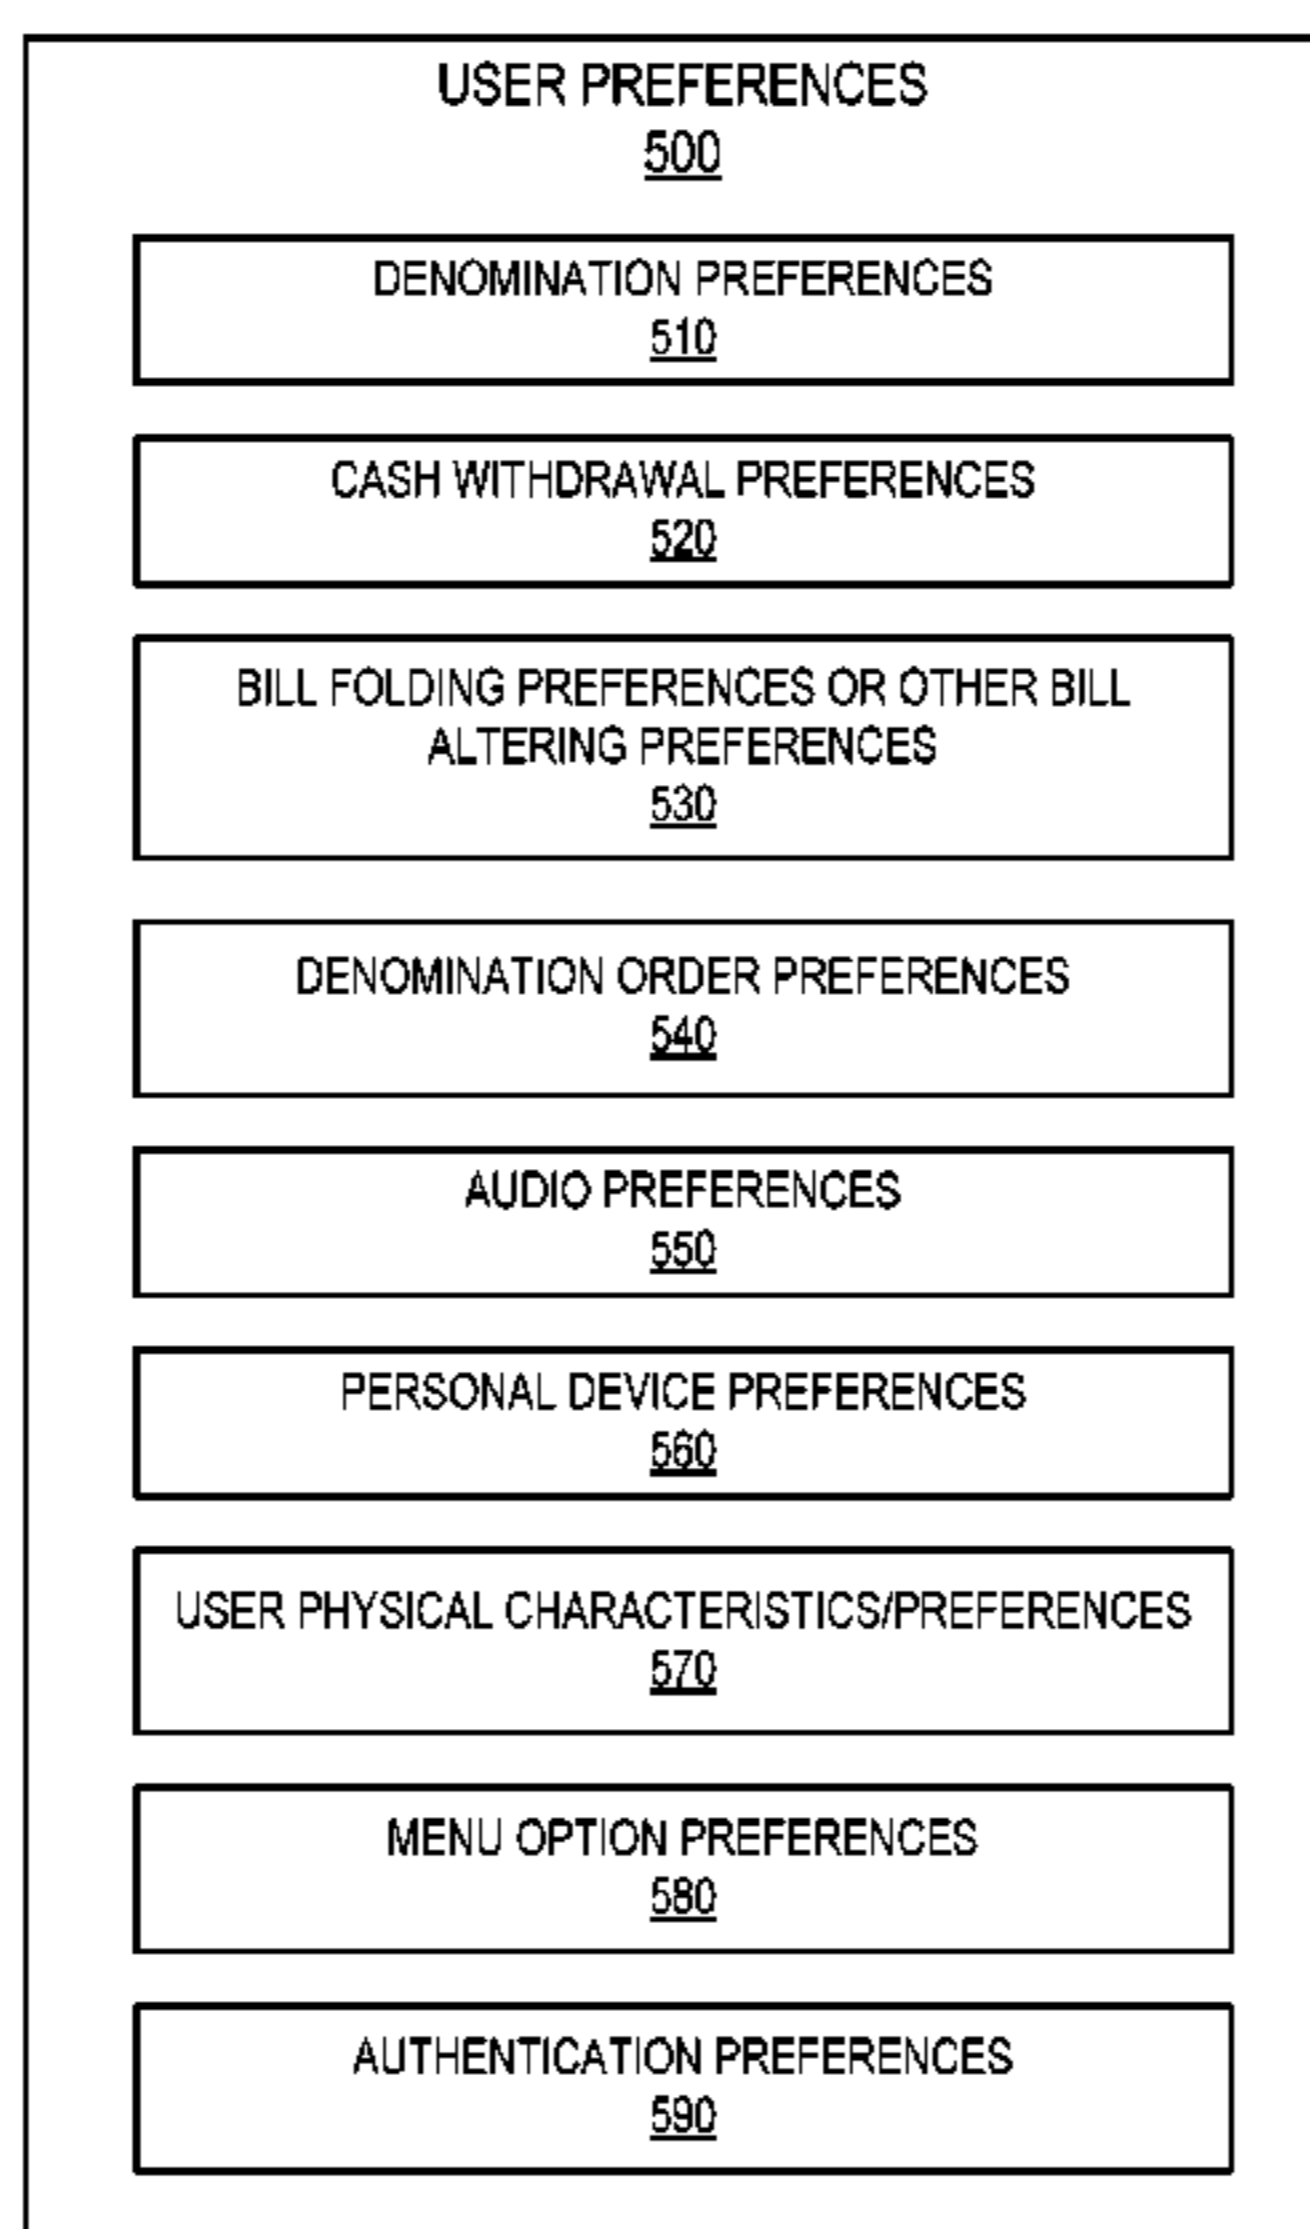 USER PREFERENCES
500
DENOMINATION PREFERENCES
510
CASH WITHDRAWAL PREFERENCES
520
BILL FOLDING PREFERENCES OR OTHER BILL
ALTERING PREFERENCES
530
DENOMINATION ORDER PREFERENCES
540
AUDIO PREFERENCES
550
PERSONAL DEVICE PREFERENCES
560
USER PHYSICAL CHARACTERISTICS/PREFERENCES
570
MENU OPTION PREFERENCES
580
AUTHENTICATION PREFERENCES
590